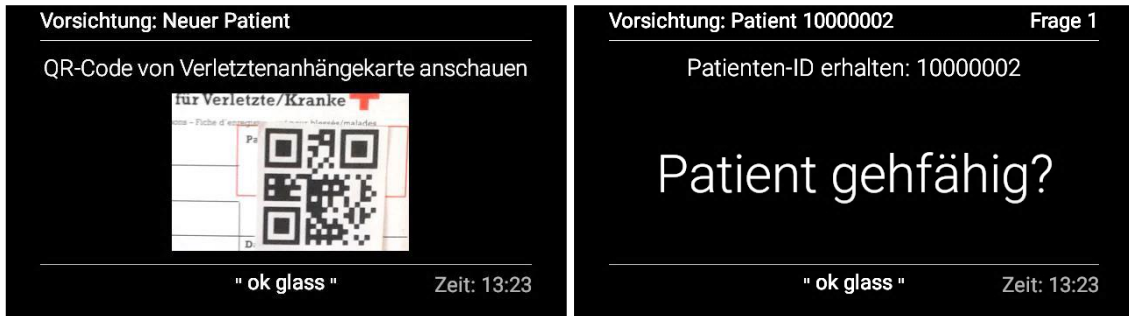 Vorsichtung: Neuer Patient
QR-Code von Verletztenanhängekarte anschauen
für Verletzte/Kranke
" ok glass "
Zeit: 13:23
Vorsichtung: Patient 10000002
Frage 1
Patienten-ID erhalten: 10000002
Patient gehfähig?
" ok glass "
Zeit: 13:23